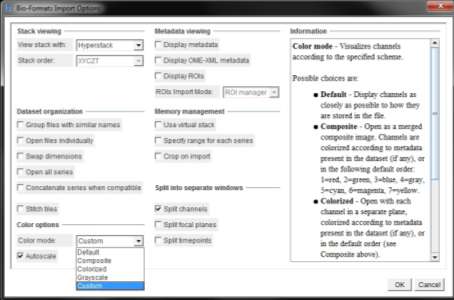 Bio-Formats Import Options
Stack viewing
View stack with: Hyperstack
Stack order: XYCZT
Metadata viewing
Display metadata
Display OME-XML metadata
Display ROIs
ROIs Import Mode: ROI manager
Information
Color mode - Visualizes channels
according to the specified scheme.
Possible choices are:
Default - Display channels as
closely as possible to how they
are stored in the file.
Composite - Open as a merged
composite image. Channels are
colorized according to metadata
present in the dataset (if any), or
in the following default order:
1=red, 2=green, 3=blue, 4=gray,
5=cyan, 6=magenta, 7=yellow.
Colorized - Open with each
channel in a separate plane,
colorized according to metadata
present in the dataset (if any), or
in the default order (see
Composite above).
Dataset organization
Group files with similar names
Open files individually
Swap dimensions
Open all series
Concatenate series when compatible
Stitch tiles
Memory management
Use virtual stack
Specify range for each series
Crop on import
Split into separate windows
Split channels
Split focal planes
Split timepoints
Color options
Color mode: Custom
Autoscale
Default
Composite
Colorized
Grayscale
Custom
OK Cancel